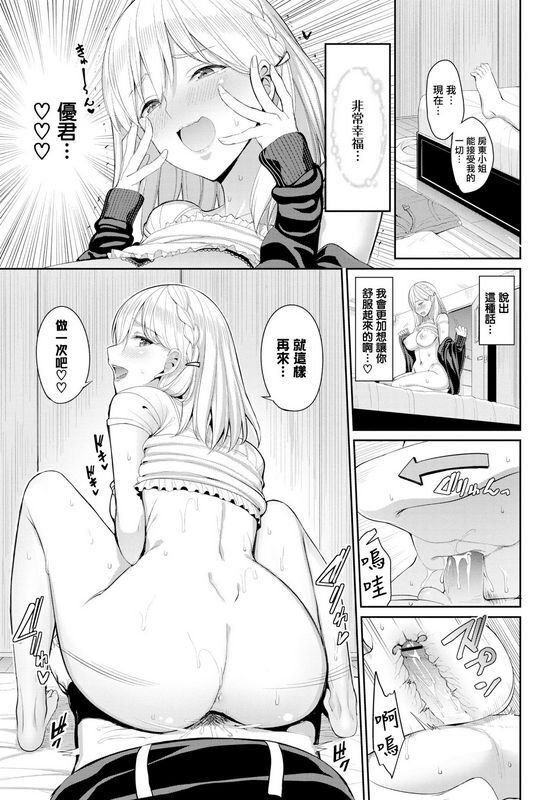 我…
現在…
房東小姐
能接受我的
一切…
非常幸福…
きゅ~~ん♡
優君…
♡♡♡
說出
這種話…
我會更加想讓你
舒服起來的啊…♡
嗚哇
啊嗚
就這樣
再來…
做一次吧♡♡